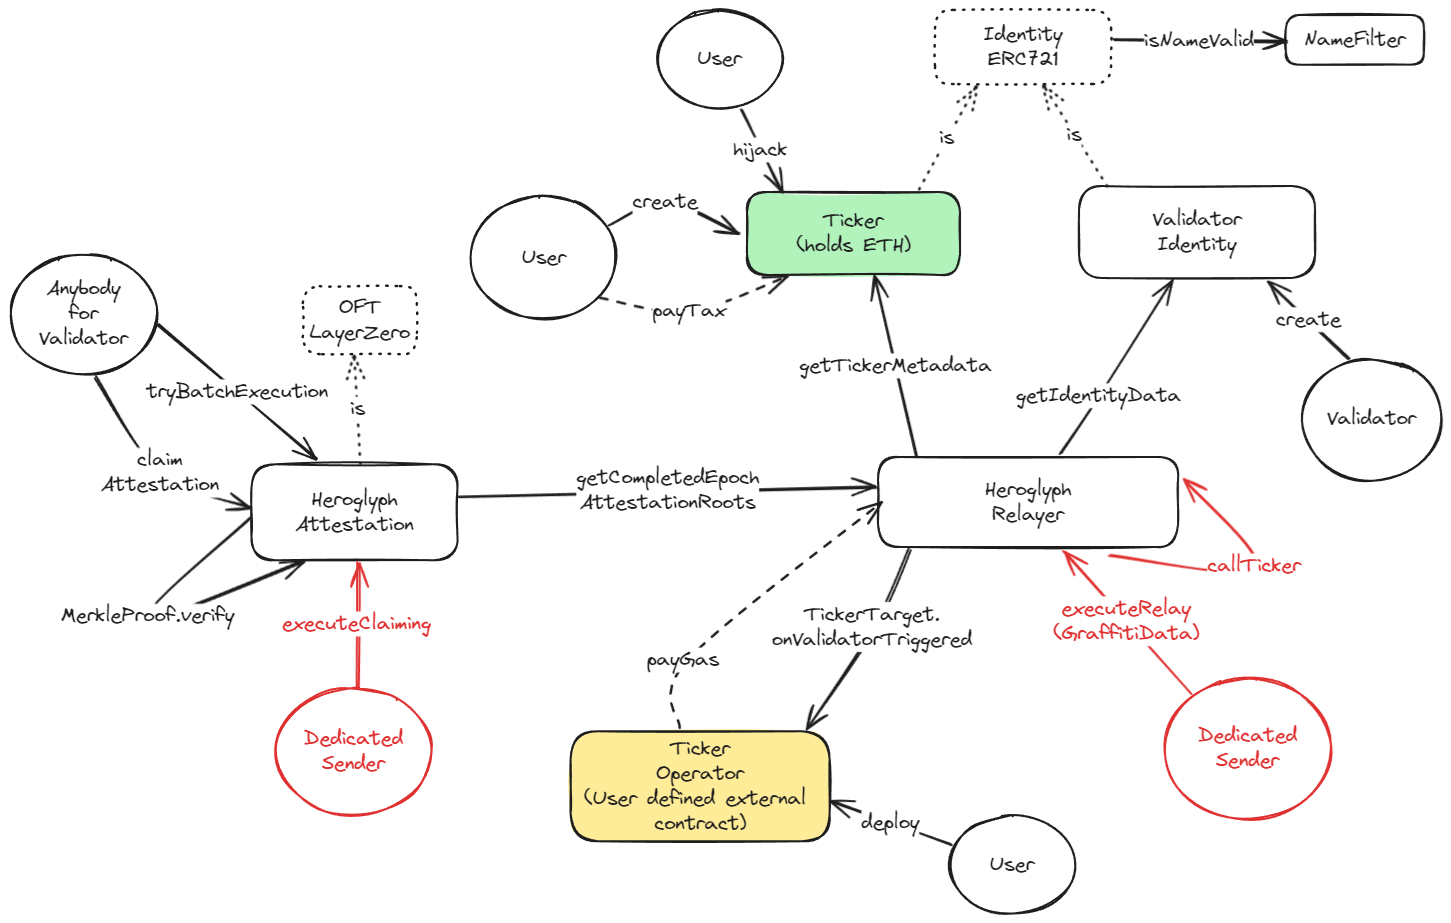 User
Identity
ERC721
isNameValid
NameFilter
hijack
is
is
create
Ticker
(holds ETH)
Validator
Identity
User
payTax
Anybody
for
Validator
OFT
LayerZero
create
getTickerMetadata
tryBatchExecution
getIdentityData
is
Validator
claim
Attestation
Heroglyph
Attestation
getCompletedEpoch
AttestationRoots
Heroglyph
Relayer
callTicker
MerkleProof.verify
executeClaiming
TickerTarget.
onValidatorTriggered
executeRelay
(GraffitiData)
payGas
Dedicated
Sender
Dedicated
Sender
Ticker
Operator
(User defined external
contract)
deploy
User